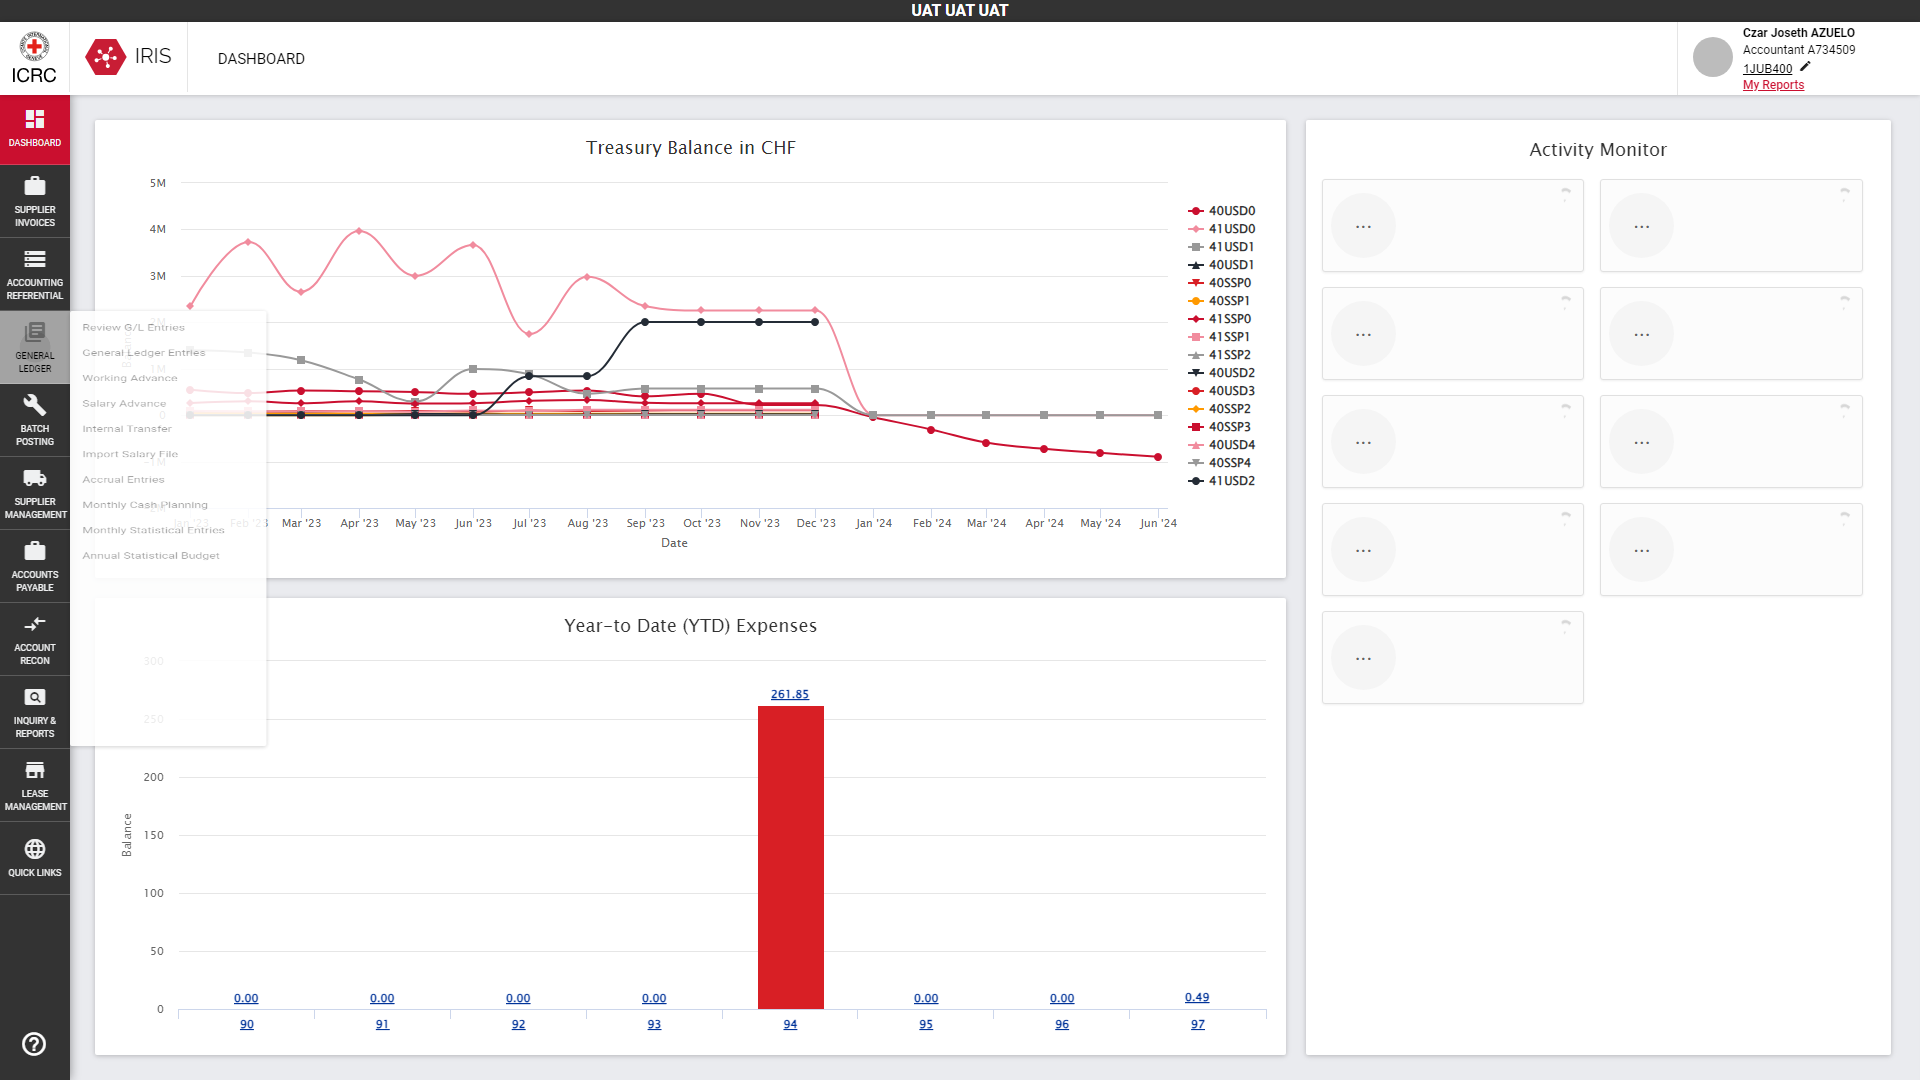 UAT UAT UAT
ICRC
IRIS
DASHBOARD
Czar Joseth AZUELO
Accountant A734509
1JUB400
My Reports
DASHBOARD
SUPPLIER
INVOICES
ACCOUNTING
REFERENTIAL
GENERAL
LEDGER
BATCH
POSTING
SUPPLIER
MANAGEMENT
ACCOUNTS
PAYABLE
ACCOUNT
RECON
INQUIRY &
REPORTS
LEASE
MANAGEMENT
QUICK LINKS
Review G/L Entries
General Ledger Entries
Working Advance
Salary Advance
Internal Transfer
Import Salary File
Accrual Entries
Monthly Cash Planning
Monthly Statistical Entries
Annual Statistical Budget
Treasury Balance in CHF
5M
4M
3M
2M
1M
0
-1M
40USD0
41USD0
41USD1
40USD1
40SSP0
40SSP1
41SSP0
41SSP1
41SSP2
40USD2
40USD3
40SSP2
40SSP3
40USD4
40SSP4
41USD2
Jan '23 Feb '23 Mar '23 Apr '23 May '23 Jun '23 Jul '23 Aug '23 Sep '23 Oct '23 Nov '23 Dec '23 Jan '24 Feb '24 Mar '24 Apr '24 May '24 Jun '24
Date
Year-to Date (YTD) Expenses
300
250
200
150
100
50
0
Balance
0.00 0.00 0.00 0.00 261.85 0.00 0.00 0.49
90 91 92 93 94 95 96 97
Activity Monitor
...
...
...
...
...
...
...
...
...